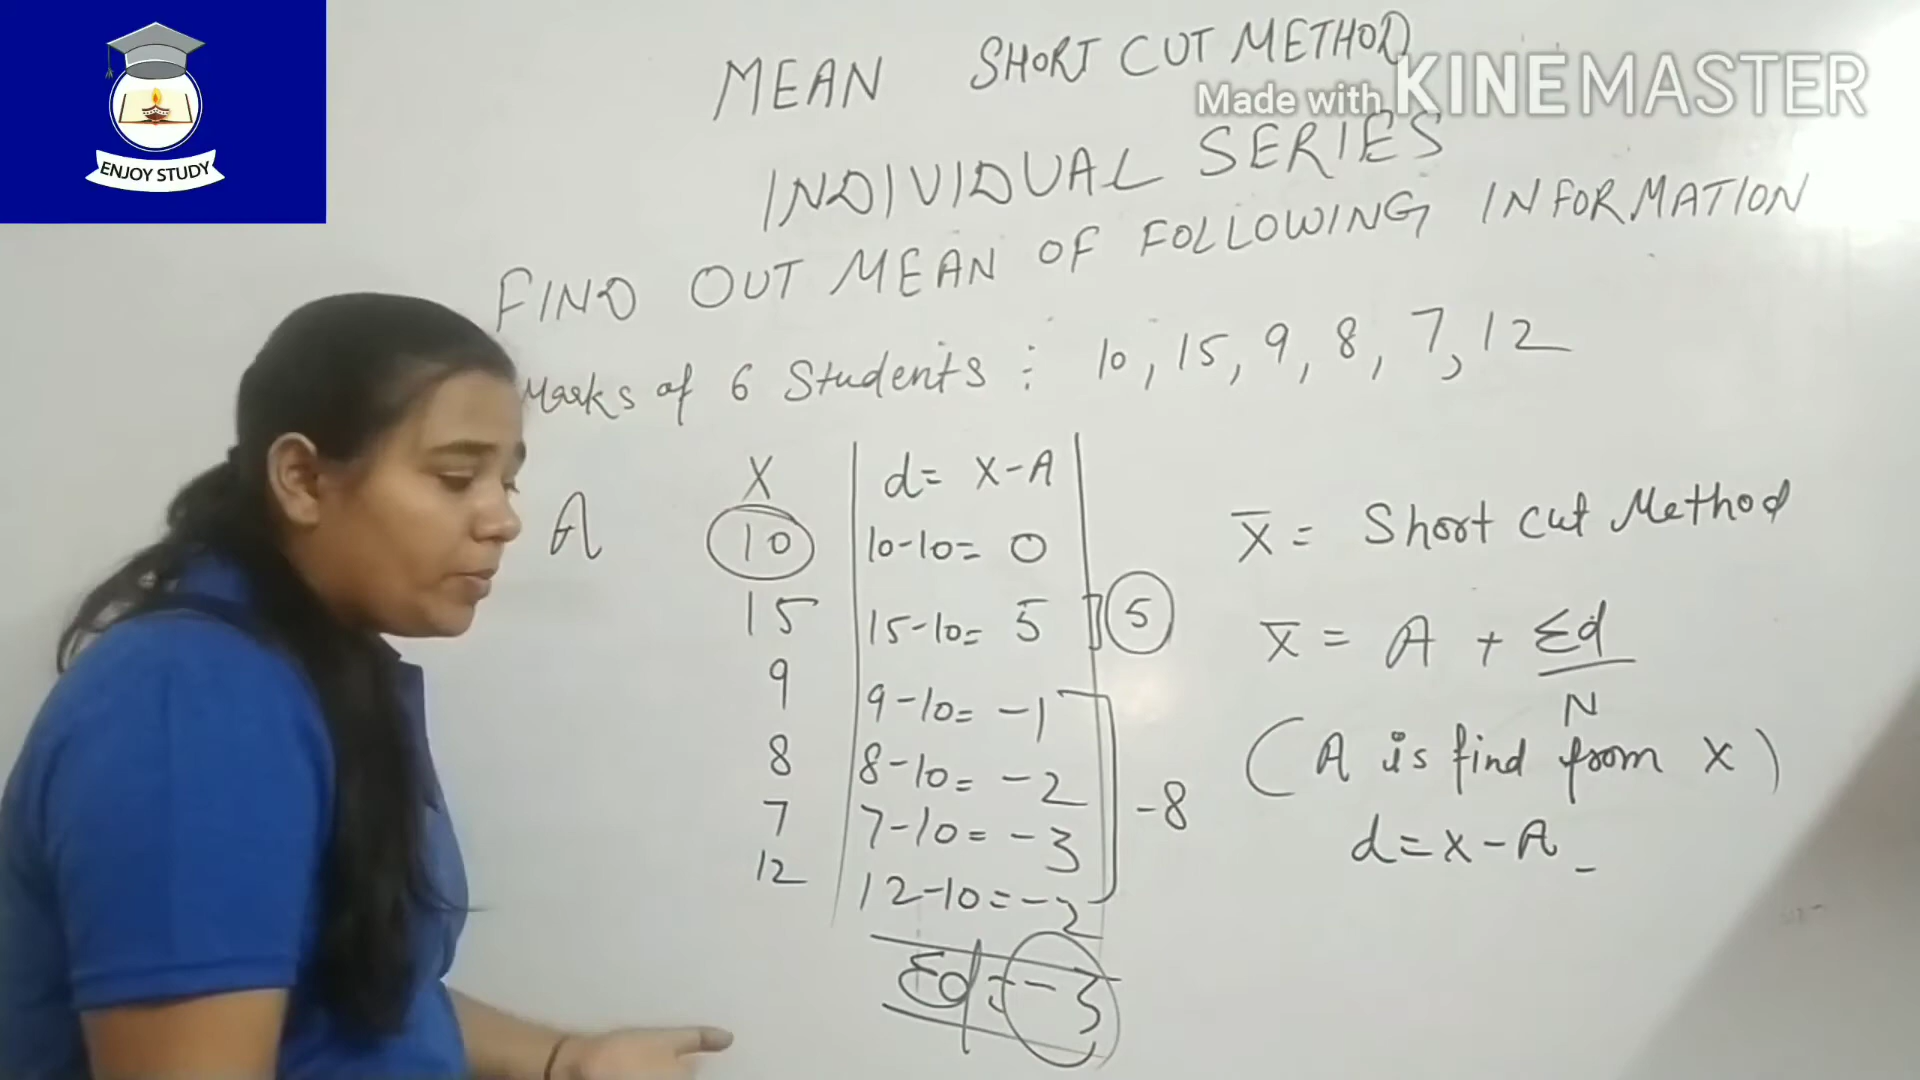 ENJOY STUDY
MEAN SHORT CUT METHOD
Made with KINEMASTER
INDIVIDUAL SERIES
FIND OUT MEAN OF FOLLOWING INFORMATION
Marks of 6 Students : 10, 15, 9, 8, 7, 12
A
X
10
15
9
8
7
12
d= X-A
10-10= 0
15-10= 5
9-10= -1
8-10= -2
7-10= -3
12-10= -2
Σd = -3
5
-8
X̄ = Short Cut Method
X̄ = A + Σd
N
(A is find from X)
d=X-A